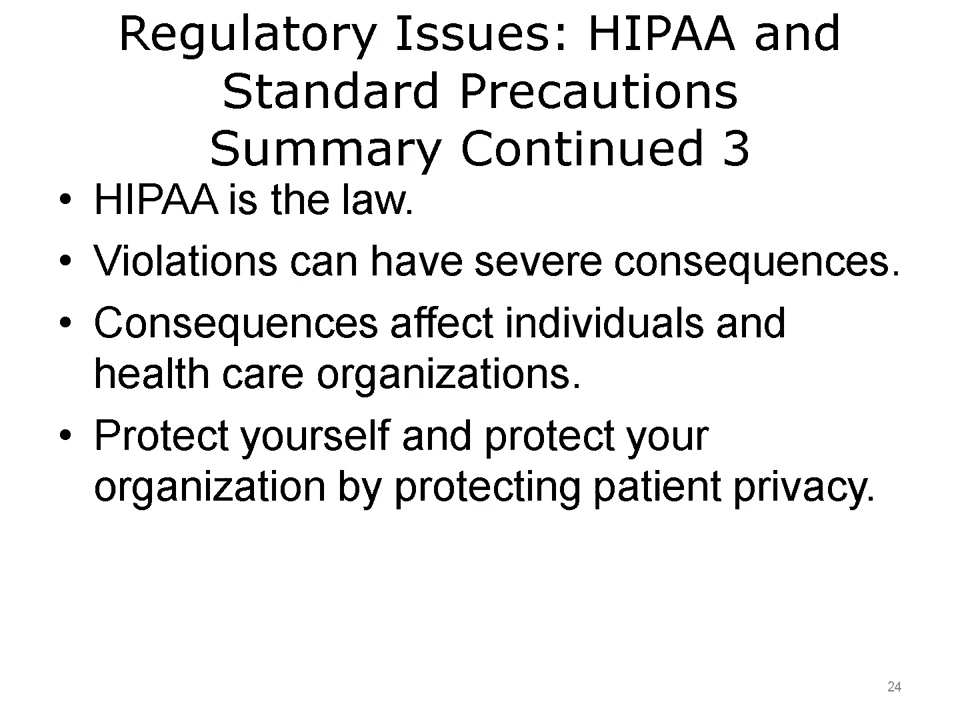 Regulatory Issues: HIPAA and
Standard Precautions
Summary Continued 3
• HIPAA is the law.
• Violations can have severe consequences.
• Consequences affect individuals and
health care organizations.
• Protect yourself and protect your
organization by protecting patient privacy.
24